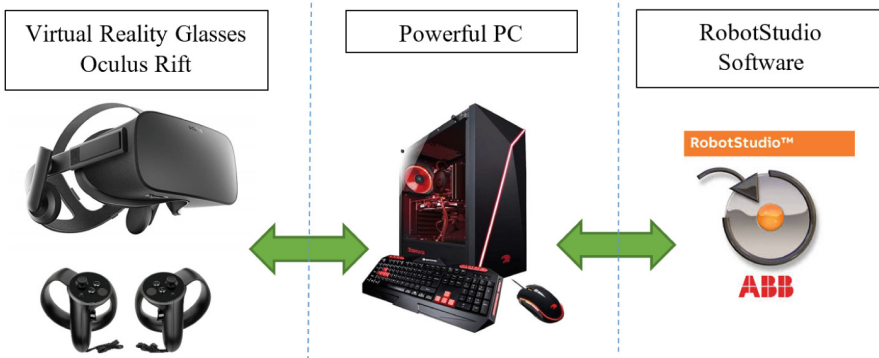 Virtual Reality Glasses
Oculus Rift
Powerful PC
RobotStudio
Software
RobotStudio™
ABB